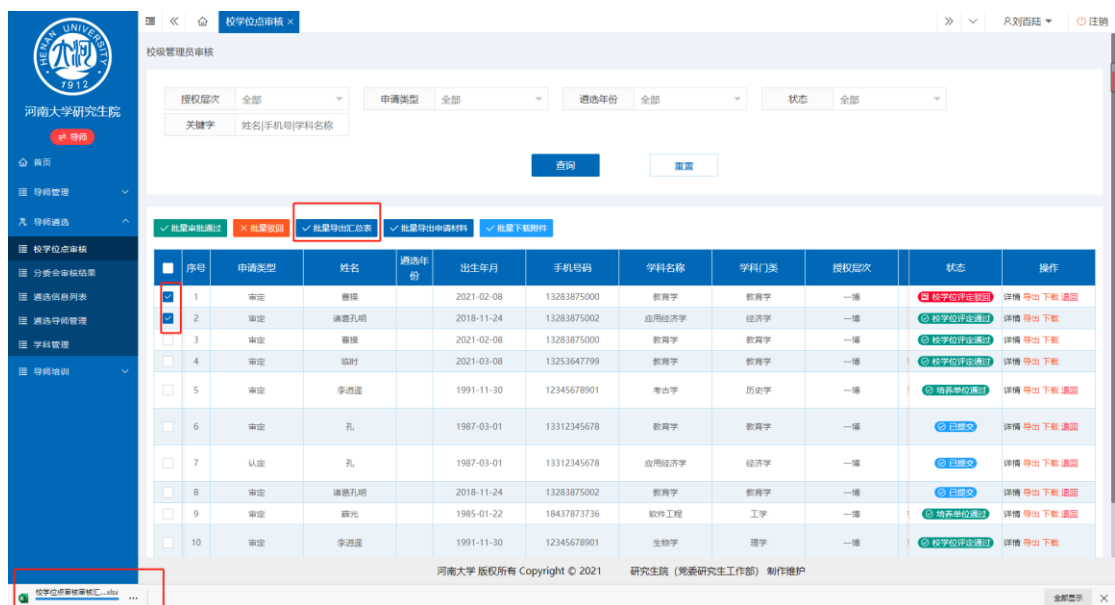 校学位点审核 ×
刘百陆
注销
HENAN UNIVERSITY
1912
河南大学研究生院
导师
首页
导师管理
导师遴选
校学位点审核
分委会审核结果
遴选信息列表
遴选导师管理
学科管理
导师培训
校级管理员审核
授权层次 全部 申请类型 全部 遴选年份 全部 状态 全部
关键字 姓名|手机号|学科名称
查询 重置
批量审批通过 × 批量驳回 批量导出汇总表 批量导出申请材料 批量下载附件
序号 申请类型 姓名 遴选年份 出生年月 手机号码 学科名称 学科门类 授权层次 状态 操作
1 审定 曹操 2021-02-08 13283875000 教育学 教育学 一博 校学位评定驳回 详情 导出 下载 退回
2 审定 诸葛孔明 2018-11-24 13283875002 应用经济学 经济学 一博 校学位评定通过 详情 导出 下载
3 审定 曹操 2021-02-08 13283875000 教育学 教育学 一博 校学位评定通过 详情 导出 下载
4 审定 临时 2021-03-08 13253647799 教育学 教育学 一博 校学位评定通过 详情 导出 下载
5 审定 李逍遥 1991-11-30 12345678901 考古学 历史学 一博 培养单位通过 详情 导出 下载 退回
6 审定 孔 1987-03-01 13312345678 教育学 教育学 一博 已提交 详情 导出 下载 退回
7 认定 孔 1987-03-01 13312345678 应用经济学 经济学 一博 已提交 详情 导出 下载 退回
8 审定 诸葛孔明 2018-11-24 13283875002 教育学 教育学 一博 已提交 详情 导出 下载 退回
9 审定 薛光 1985-01-22 18437873736 软件工程 工学 一博 培养单位通过 详情 导出 下载 退回
10 审定 李逍遥 1991-11-30 12345678901 生物学 理学 一博 校学位评定通过 详情 导出 下载
河南大学 版权所有 Copyright © 2021 研究生院（党委研究生工作部） 制作维护
校学位点审核审核汇....xlsx ... 全部显示 ×